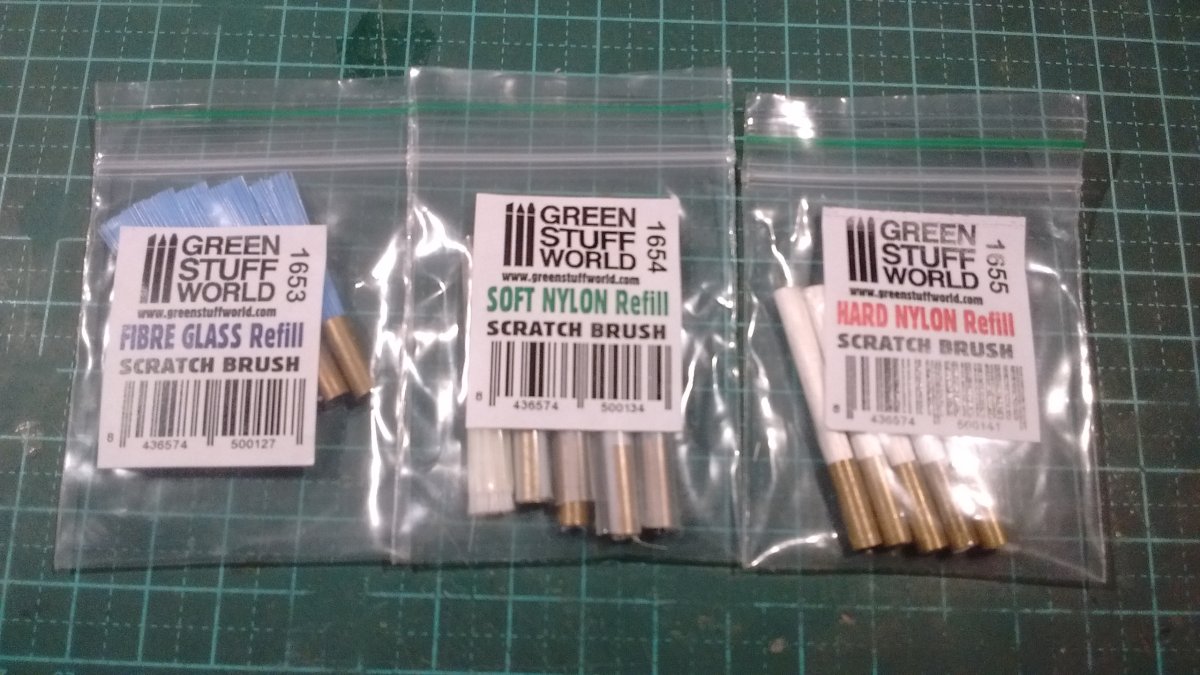 GREEN
STUFF
WORLD
1653
www.greenstuffworld.com
FIBRE GLASS Refill
SCRATCH BRUSH
8 436574 500127
GREEN
STUFF
WORLD
1654
www.greenstuffworld.com
SOFT NYLON Refill
SCRATCH BRUSH
8 436574 500134
GREEN
STUFF
WORLD
1655
www.greenstuffworld.com
HARD NYLON Refill
SCRATCH BRUSH
8 436574 500141